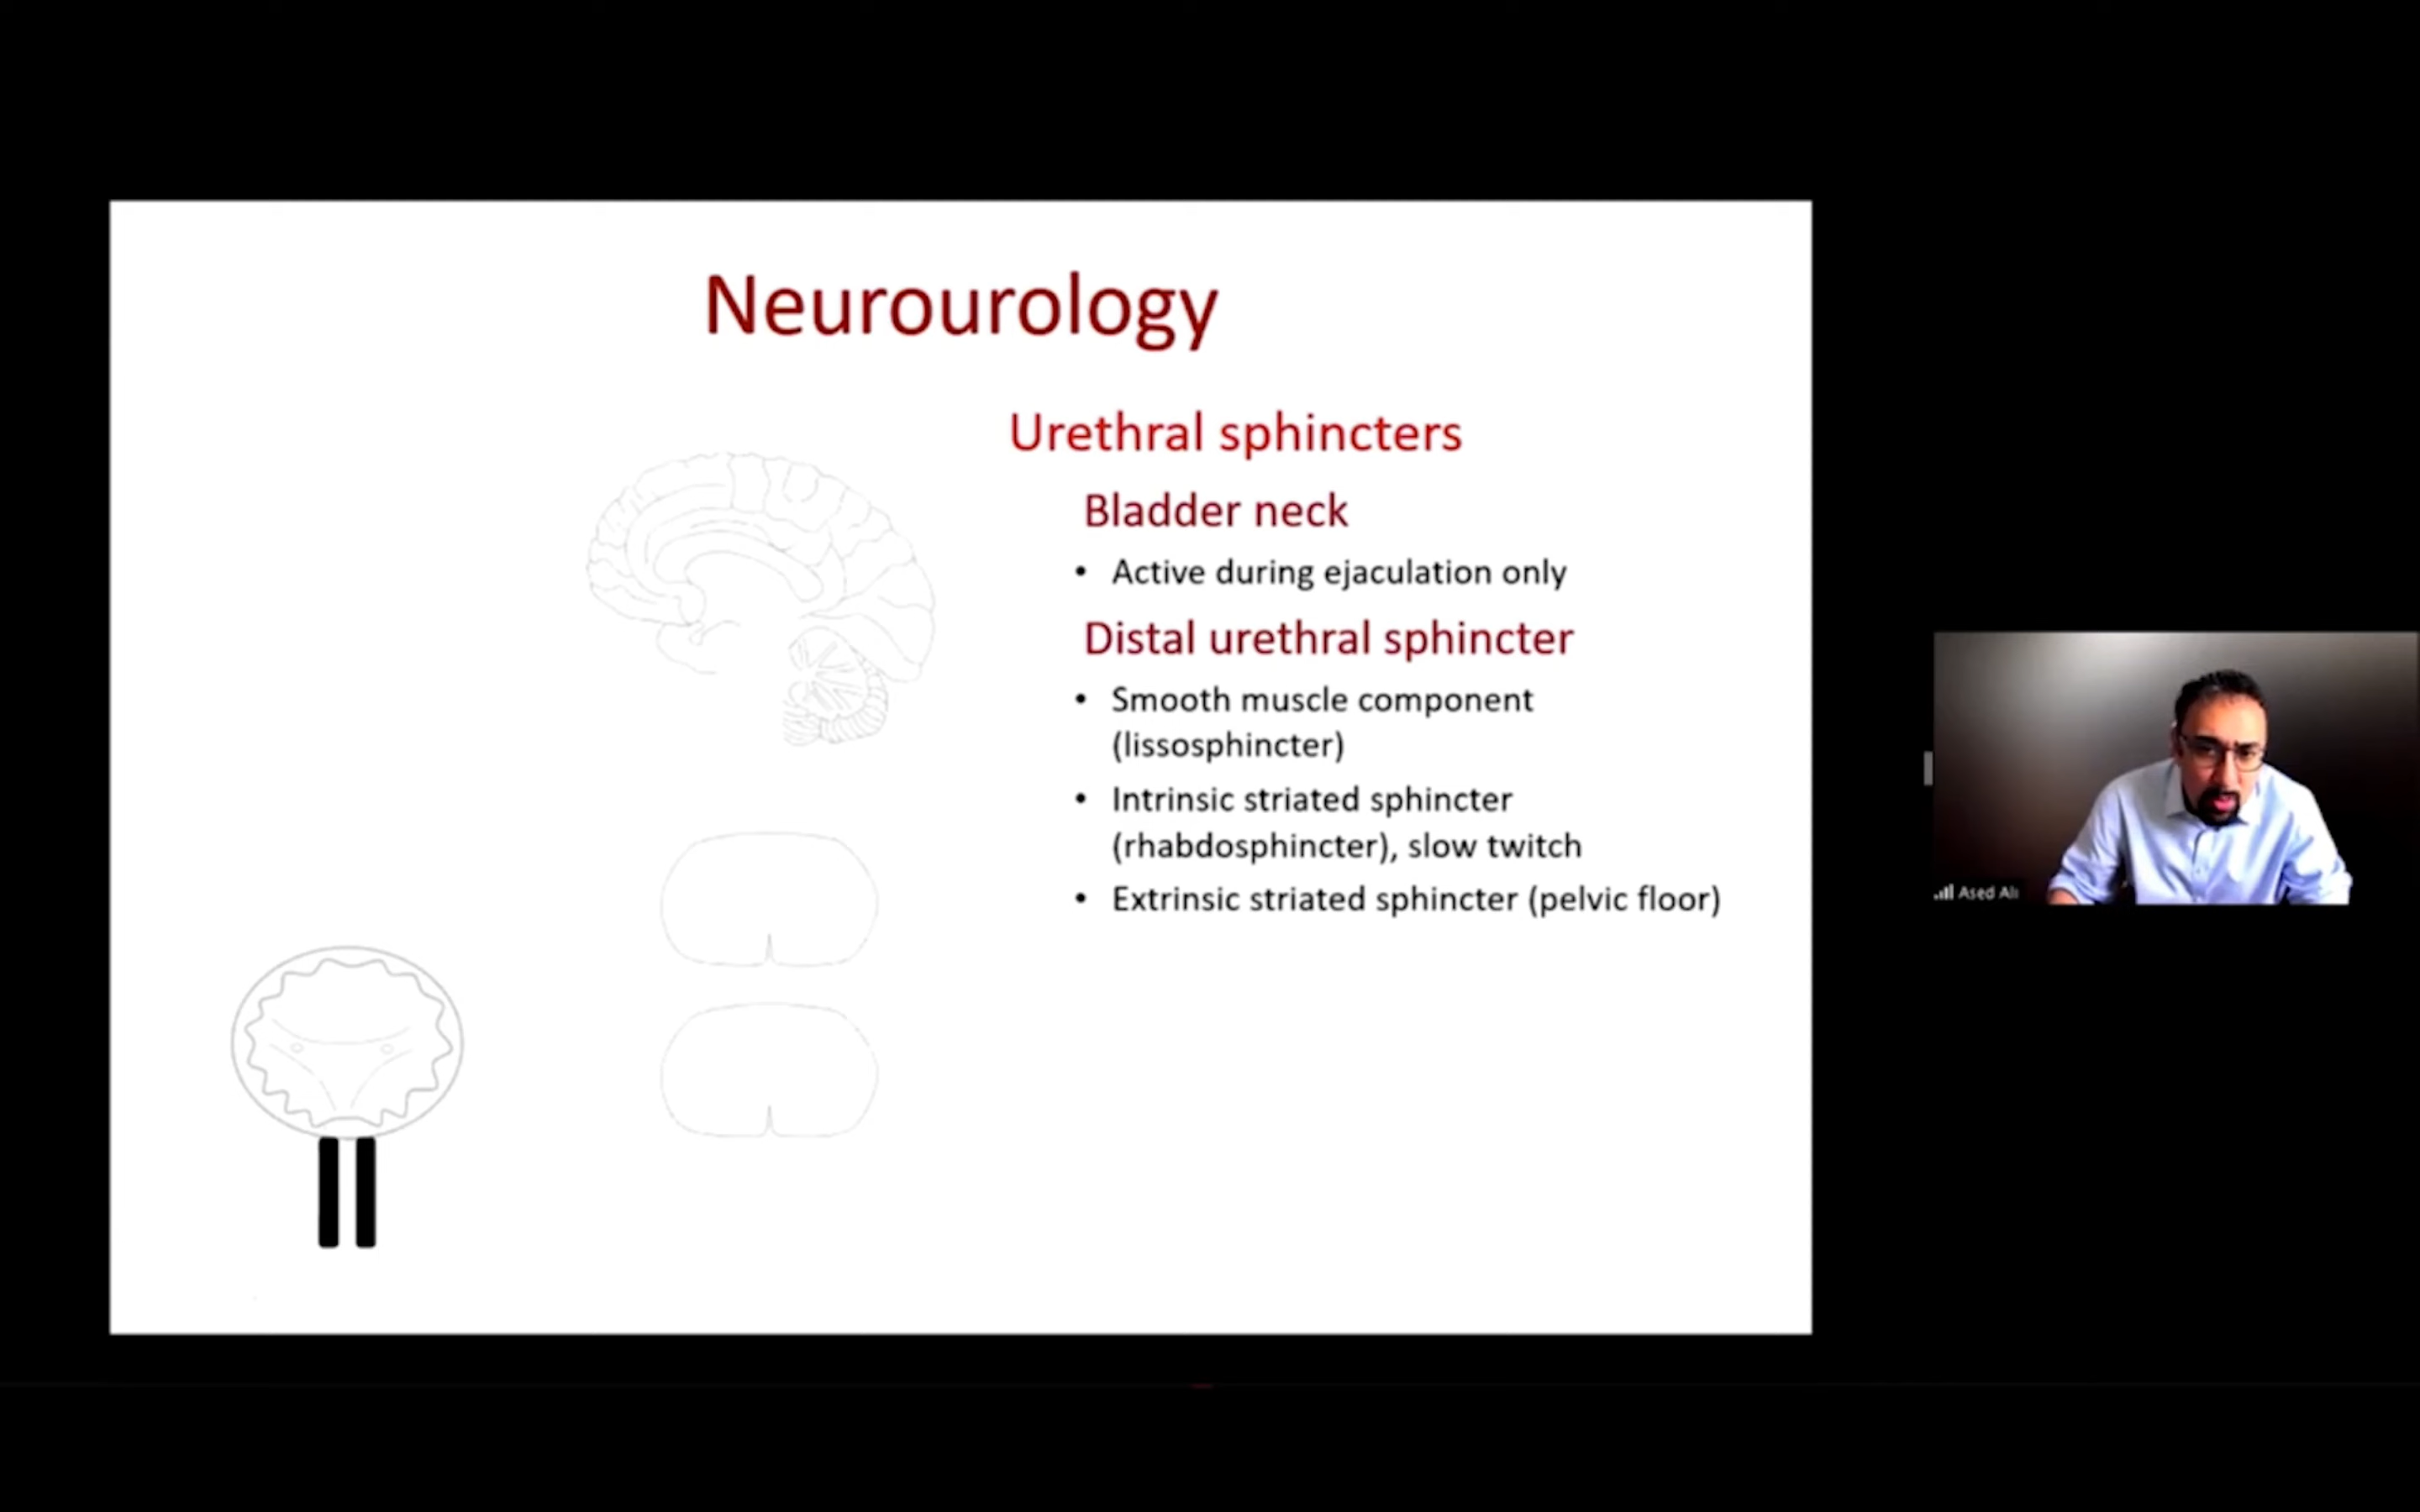 Neurourology
Urethral sphincters
Bladder neck
• Active during ejaculation only
Distal urethral sphincter
• Smooth muscle component
(lissosphincter)
• Intrinsic striated sphincter
(rhabdosphincter), slow twitch
• Extrinsic striated sphincter (pelvic floor)
Ased Ali